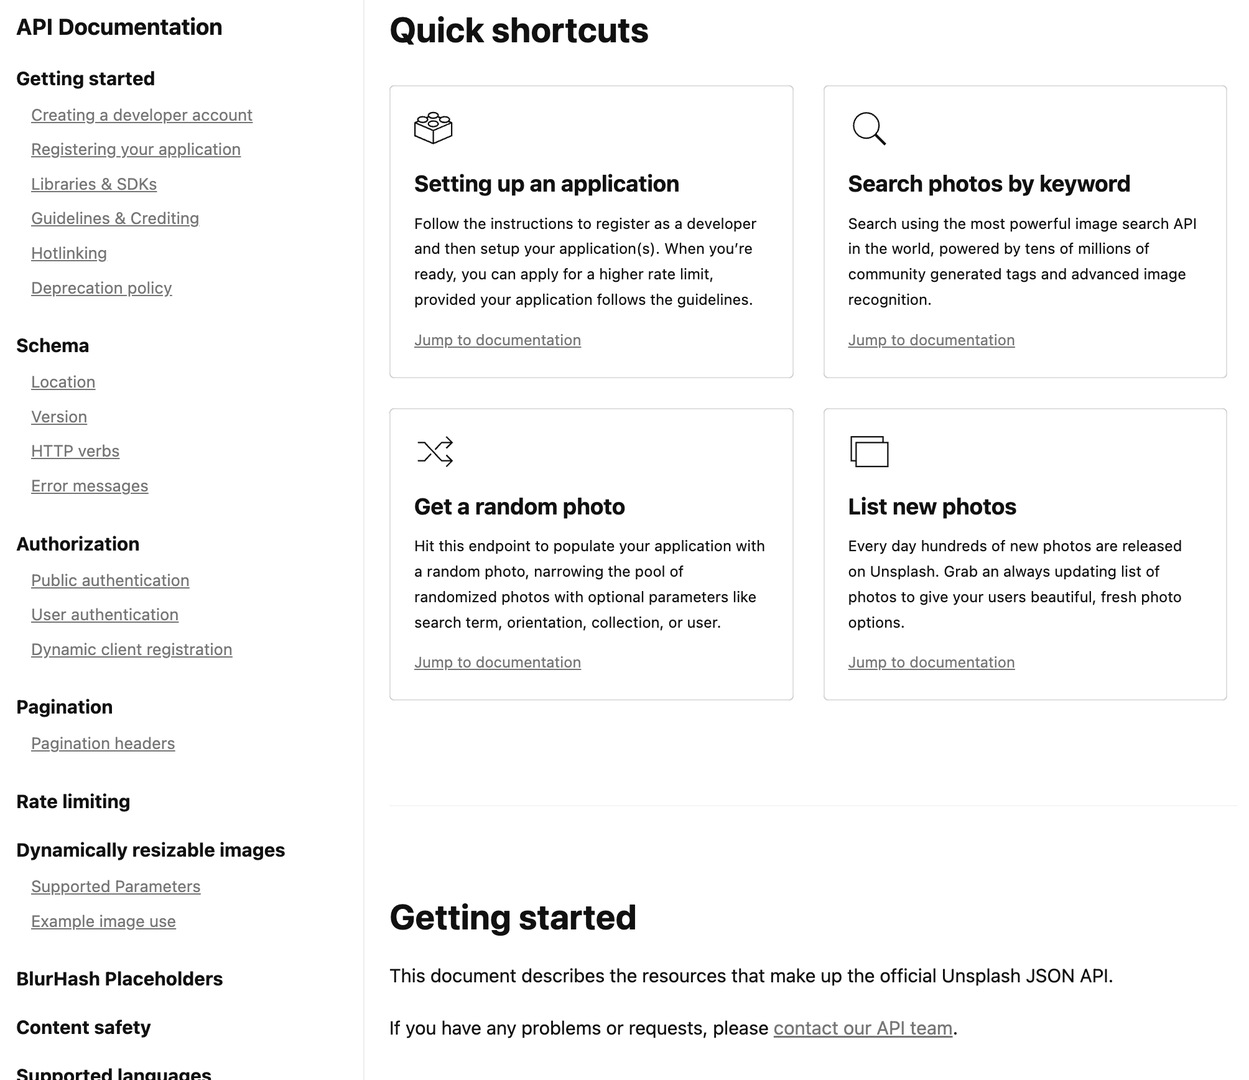 API Documentation
Getting started
Creating a developer account
Registering your application
Libraries & SDKs
Guidelines & Crediting
Hotlinking
Deprecation policy
Schema
Location
Version
HTTP verbs
Error messages
Authorization
Public authentication
User authentication
Dynamic client registration
Pagination
Pagination headers
Rate limiting
Dynamically resizable images
Supported Parameters
Example image use
BlurHash Placeholders
Content safety
Supported languages
Quick shortcuts
Setting up an application
Follow the instructions to register as a developer
and then setup your application(s). When you’re
ready, you can apply for a higher rate limit,
provided your application follows the guidelines.
Jump to documentation
Search photos by keyword
Search using the most powerful image search API
in the world, powered by tens of millions of
community generated tags and advanced image
recognition.
Jump to documentation
Get a random photo
Hit this endpoint to populate your application with
a random photo, narrowing the pool of
randomized photos with optional parameters like
search term, orientation, collection, or user.
Jump to documentation
List new photos
Every day hundreds of new photos are released
on Unsplash. Grab an always updating list of
photos to give your users beautiful, fresh photo
options.
Jump to documentation
Getting started
This document describes the resources that make up the official Unsplash JSON API.
If you have any problems or requests, please contact our API team.